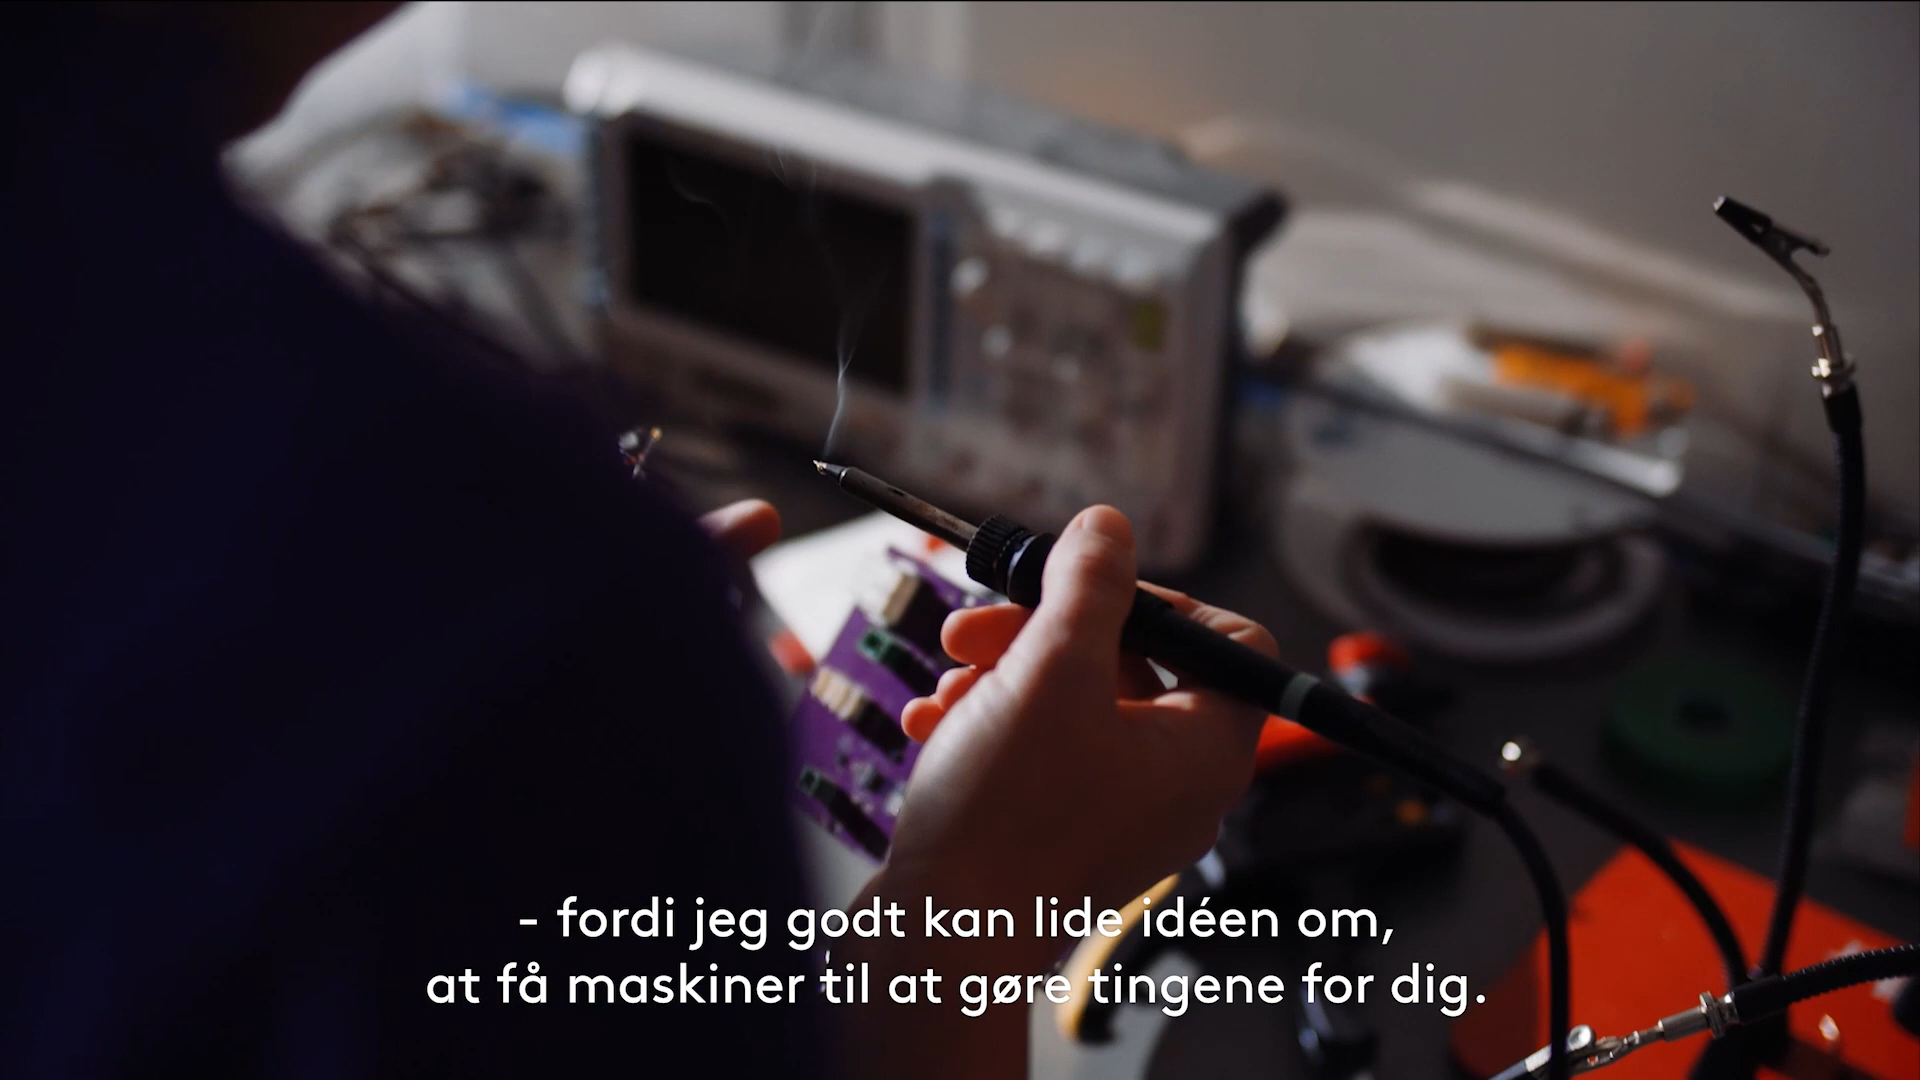 - fordi jeg godt kan lide idéen om,
at få maskiner til at gøre tingene for dig.